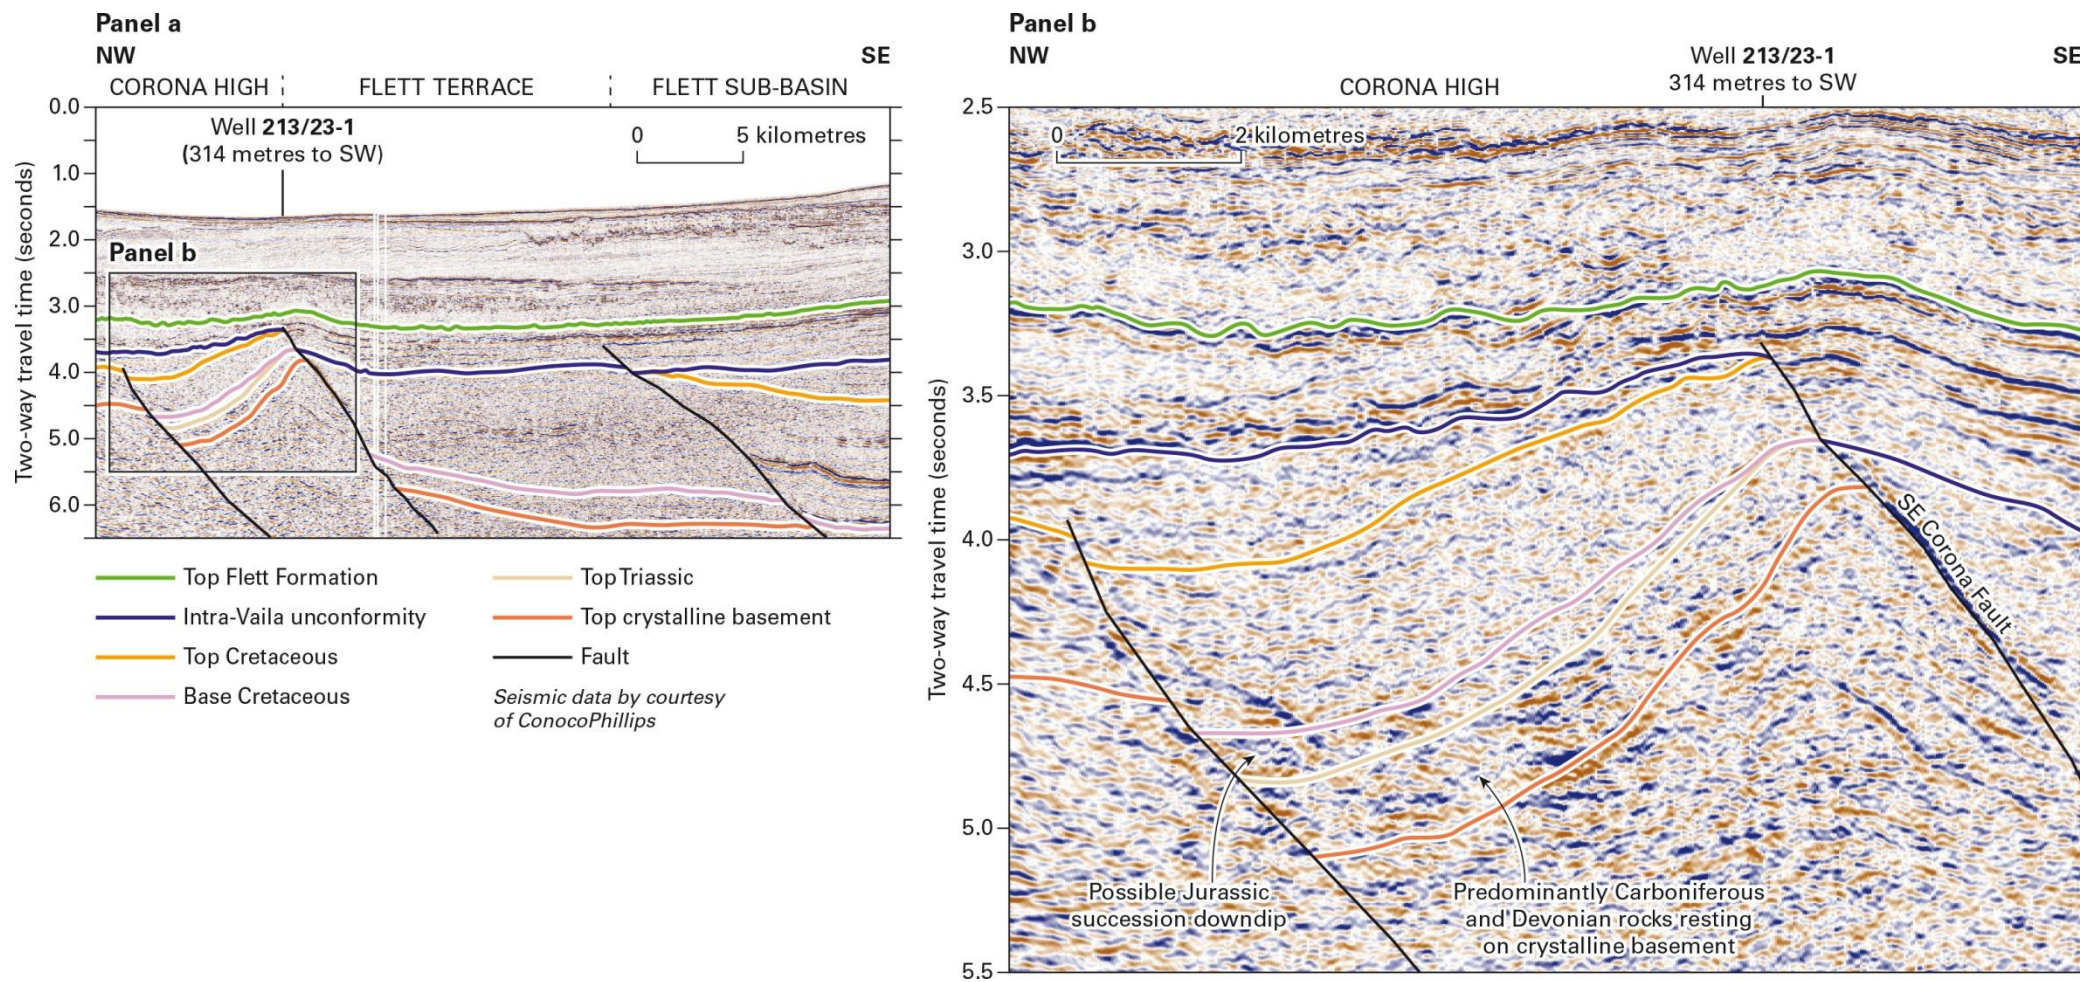 Panel a
NW
SE
CORONA HIGH
FLETT TERRACE
FLETT SUB-BASIN
0.0
1.0
2.0
3.0
4.0
5.0
6.0
Two-way travel time (seconds)
Well 213/23-1
(314 metres to SW)
0
5 kilometres
Panel b
Top Flett Formation
Intra-Vaila unconformity
Top Cretaceous
Base Cretaceous
Top Triassic
Top crystalline basement
Fault
Seismic data by courtesy
of ConocoPhillips
Panel b
NW
SE
CORONA HIGH
Well 213/23-1
314 metres to SW
2.5
3.0
3.5
4.0
4.5
5.0
5.5
Two-way travel time (seconds)
0
2 kilometres
SE Corona Fault
Possible Jurassic
succession downdip
Predominantly Carboniferous
and Devonian rocks resting
on crystalline basement